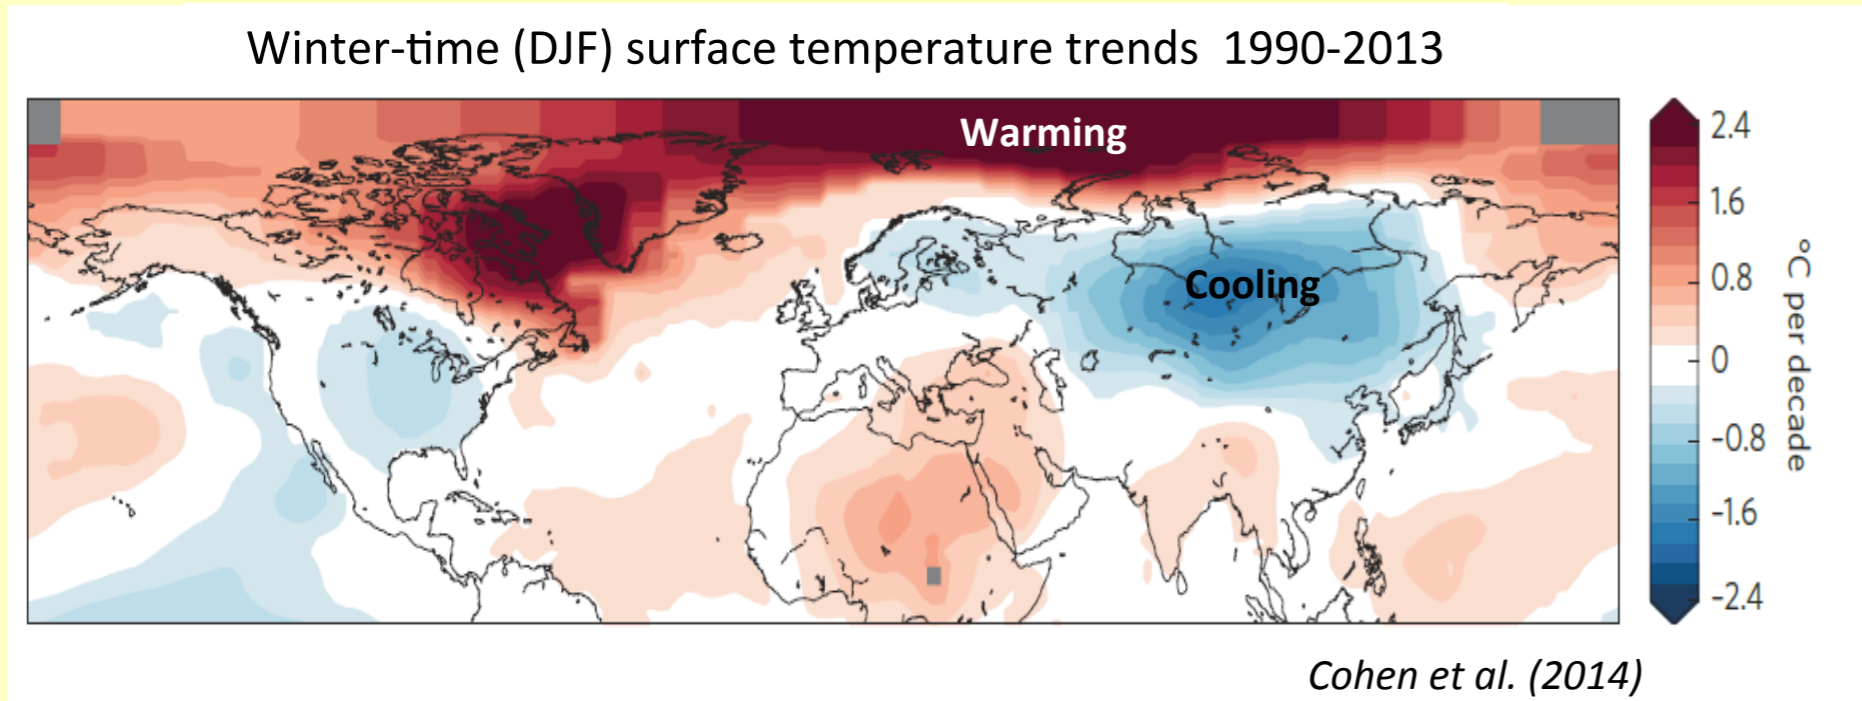 Winter-time (DJF) surface temperature trends 1990-2013
Warming
Cooling
2.4
1.6
0.8
0
-0.8
-1.6
-2.4
°C per decade
Cohen et al. (2014)